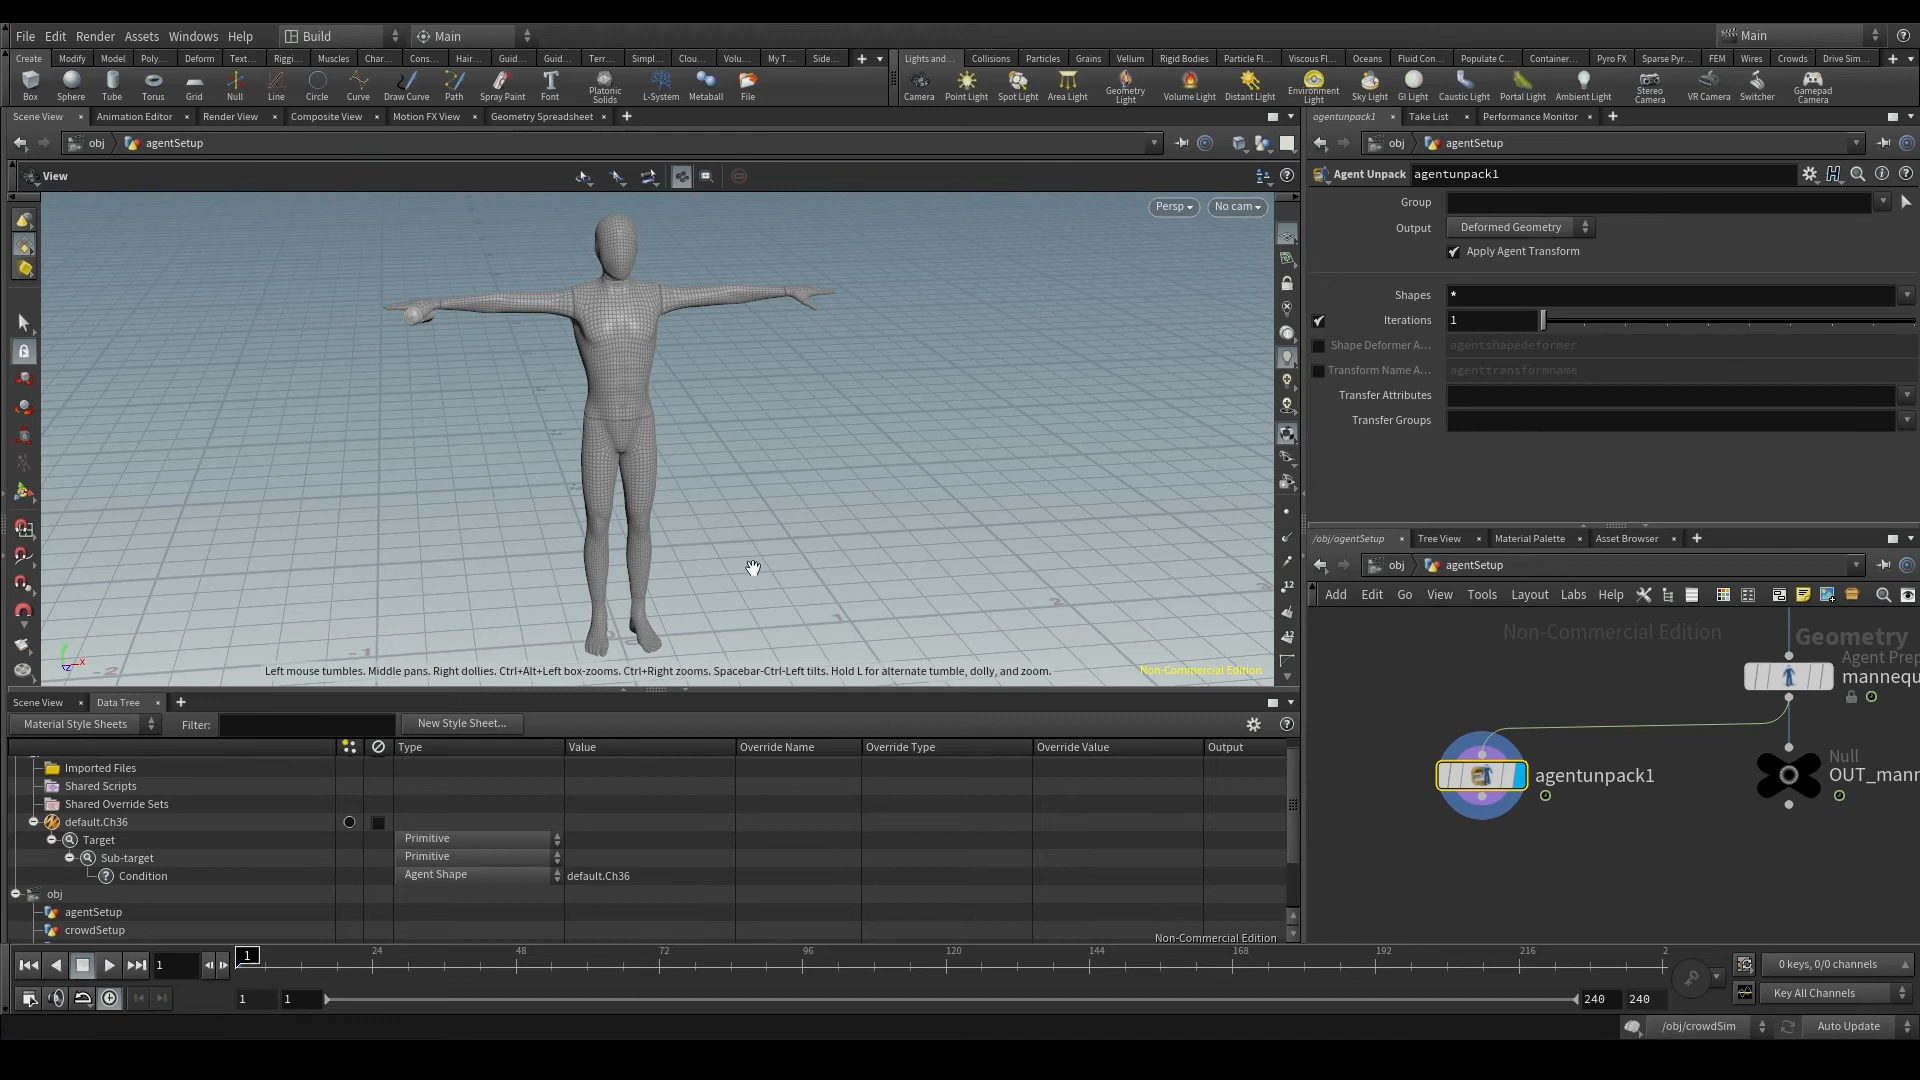 File Edit Render Assets Windows Help Build Main Main
Create Modify Model Poly... Deform Text... Riggi... Muscles Char... Cons... Hair... Guid... Guid... Terr... Simpl... Clou... Volu... My T... Side... Lights and... Collisions Particles Grains Vellum Rigid Bodies Particle Fl... Viscous Fl... Oceans Fluid Con... Populate C... Container... Pyro FX Sparse Pyr... FEM Wires Crowds Drive Sim...
Box Sphere Tube Torus Grid Null Line Circle Curve Draw Curve Path Spray Paint Font Platonic Solids L-System Metaball File Camera Point Light Spot Light Area Light Geometry Light Volume Light Distant Light Environment Light Sky Light GI Light Caustic Light Portal Light Ambient Light Stereo Camera VR Camera Switcher Gamepad Camera
Scene View Animation Editor Render View Composite View Motion FX View Geometry Spreadsheet
obj agentSetup
View
Persp No cam
Left mouse tumbles. Middle pans. Right dollies. Ctrl+Alt+Left box-zooms. Ctrl+Right zooms. Spacebar-Ctrl-Left tilts. Hold L for alternate tumble, dolly, and zoom.
Non-Commercial Edition
agentunpack1 Take List Performance Monitor
obj agentSetup
Agent Unpack agentunpack1
Group
Output Deformed Geometry
Apply Agent Transform
Shapes *
Iterations 1
Shape Deformer A... agentshapedeformer
Transform Name A... agenttransformname
Transfer Attributes
Transfer Groups
/obj/agentSetup Tree View Material Palette Asset Browser
obj agentSetup
Add Edit Go View Tools Layout Labs Help
Non-Commercial Edition
Geometry
Agent Prep
mannequ
agentunpack1
Null
OUT_mann
Scene View Data Tree
Material Style Sheets Filter: New Style Sheet...
Type Value Override Name Override Type Override Value Output
Imported Files
Shared Scripts
Shared Override Sets
default.Ch36
Target Primitive
Sub-target Primitive
Condition Agent Shape default.Ch36
obj
agentSetup
crowdSetup
Non-Commercial Edition
1 1 24 48 72 96 120 144 168 192 216 2
0 keys, 0/0 channels
1 1 240 240 Key All Channels
/obj/crowdSim Auto Update